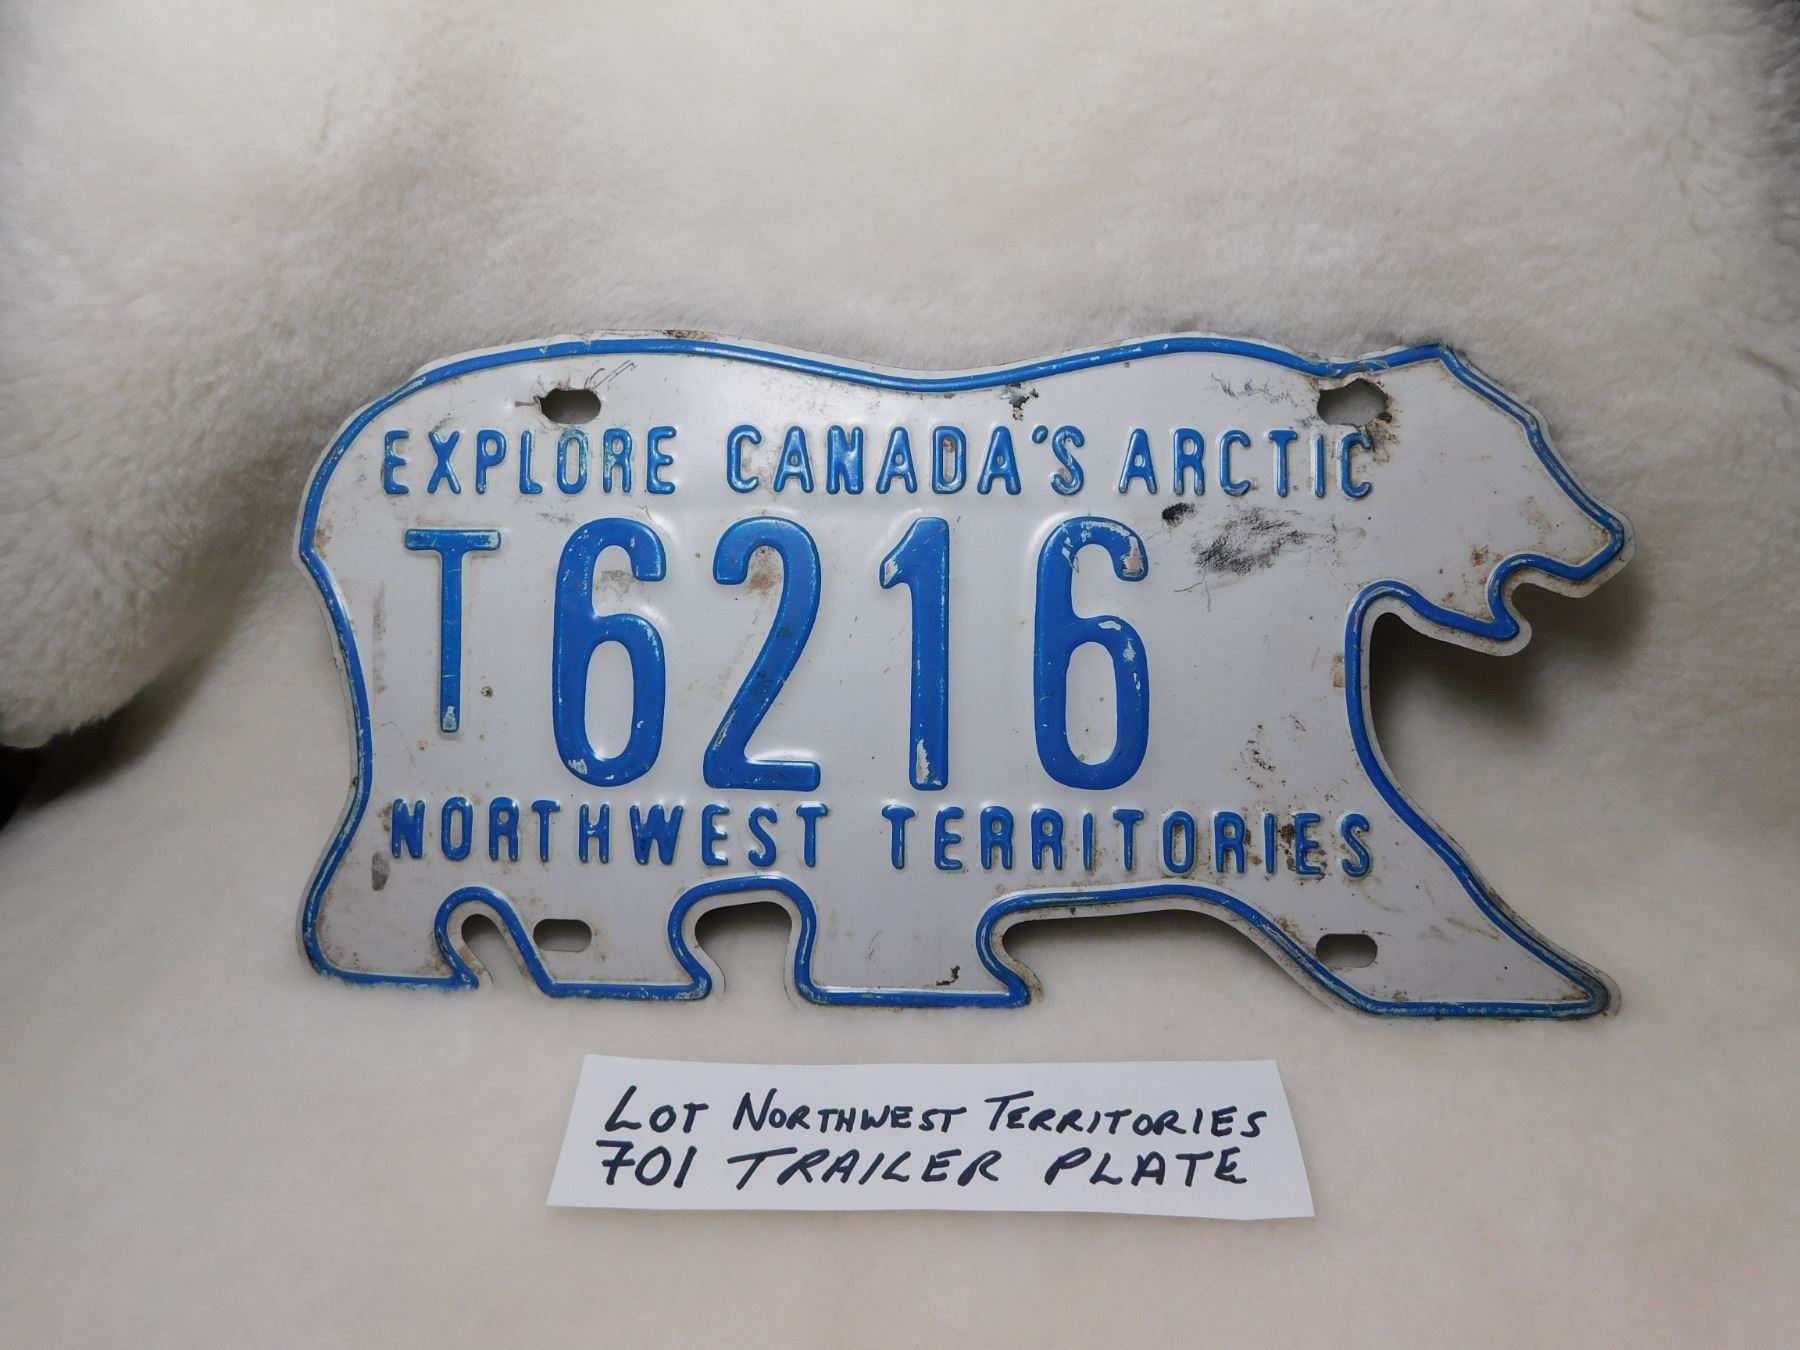 EXPLORE CANADA'S ARCTIC
T6216
NORTHWEST TERRITORIES
LOT NORTHWEST TERRITORIES
701 TRAILER PLATE